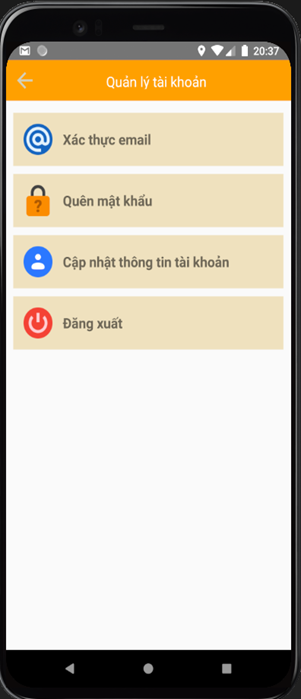 20:37
Quản lý tài khoản
Xác thực email
Quên mật khẩu
Cập nhật thông tin tài khoản
Đăng xuất